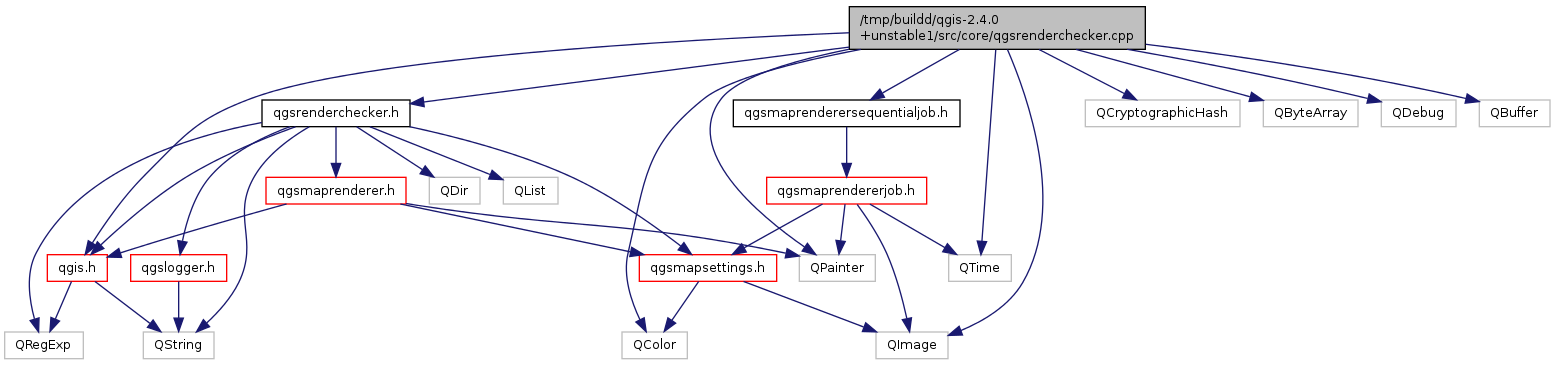 /tmp/buildd/qgis-2.4.0
+unstable1/src/core/qgsrenderchecker.cpp
qgsrenderchecker.h
qgsmaprenderersequentialjob.h
QCryptographicHash
QByteArray
QDebug
QBuffer
qgsmaprenderer.h
QDir
QList
qgsmaprendererjob.h
qgis.h
qgslogger.h
qgsmapsettings.h
QPainter
QTime
QRegExp
QString
QColor
QImage